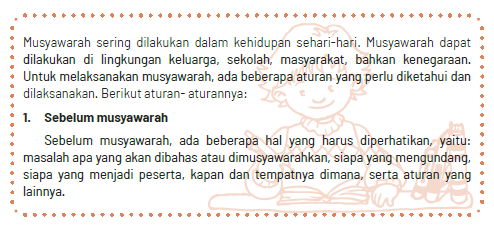 Musyawarah sering dilakukan dalam kehidupan sehari-hari. Musyawarah dapat
dilakukan di lingkungan keluarga, sekolah, masyarakat, bahkan kenegaraan.
Untuk melaksanakan musyawarah, ada beberapa aturan yang perlu diketahui dan
dilaksanakan. Berikut aturan- aturannya:
1. Sebelum musyawarah
Sebelum musyawarah, ada beberapa hal yang harus diperhatikan, yaitu:
masalah apa yang akan dibahas atau dimusyawarahkan, siapa yang mengundang,
siapa yang menjadi peserta, kapan dan tempatnya dimana, serta aturan yang
lainnya.